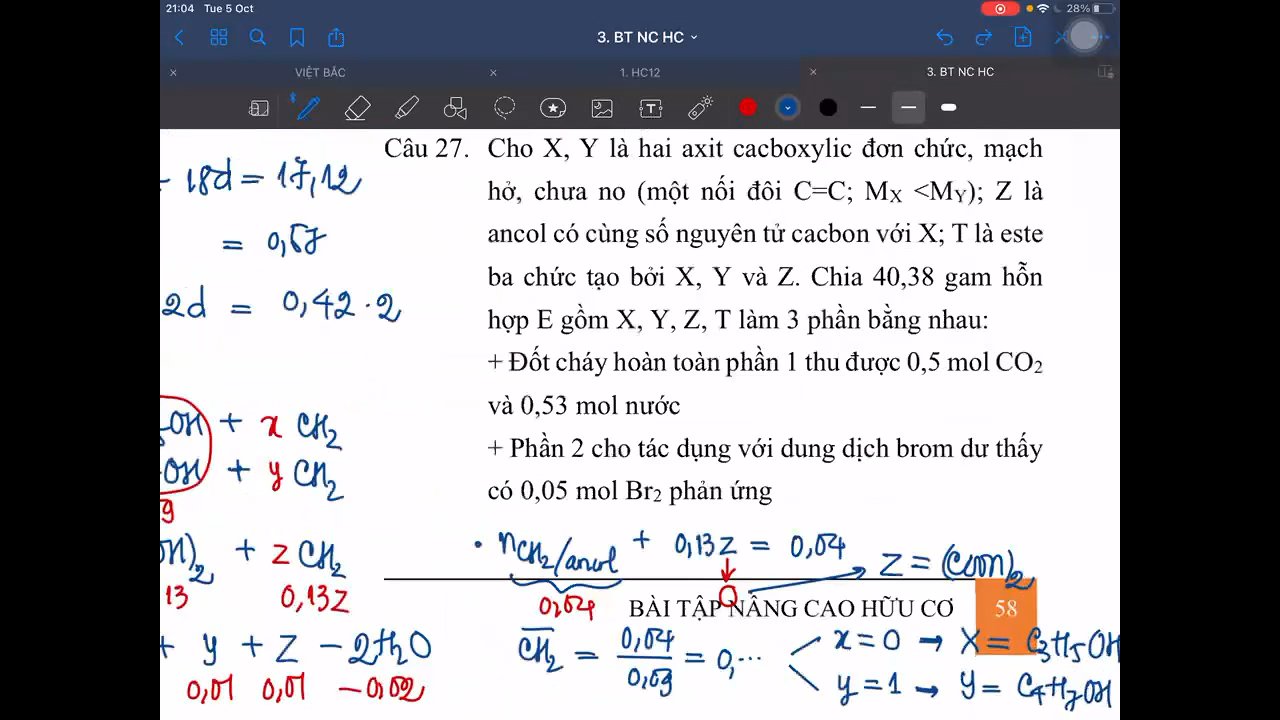 21:04 Tue 5 Oct 28%
3. BT NC HC
VIỆT BẮC 1. HC12 3. BT NC HC
Câu 27. Cho X, Y là hai axit cacboxylic đơn chức, mạch
hở, chưa no (một nối đôi C=C; Mₓ <M_Y); Z là
ancol có cùng số nguyên tử cacbon với X; T là este
ba chức tạo bởi X, Y và Z. Chia 40,38 gam hỗn
hợp E gồm X, Y, Z, T làm 3 phần bằng nhau:
+ Đốt cháy hoàn toàn phần 1 thu được 0,5 mol CO₂
và 0,53 mol nước
+ Phần 2 cho tác dụng với dung dịch brom dư thấy
có 0,05 mol Br₂ phản ứng
- 18d = 17,12
= 0,57
2d = 0,42 . 2
OH + x CH₂
OH + y CH₂
9
)₂ + z CH₂
13 0,13z
+ Y + Z - 2H₂O
0,01 0,01 -0,02
• nCH₂/ancol + 0,13z = 0,04
0,04 0 Z = (COOH)₂
BÀI TẬP NÂNG CAO HỮU CƠ 58
CH₂ = 0,04/0,09 = 0,...
x = 0 → X = C₃H₅OH
y = 1 → Y = C₄H₇OH